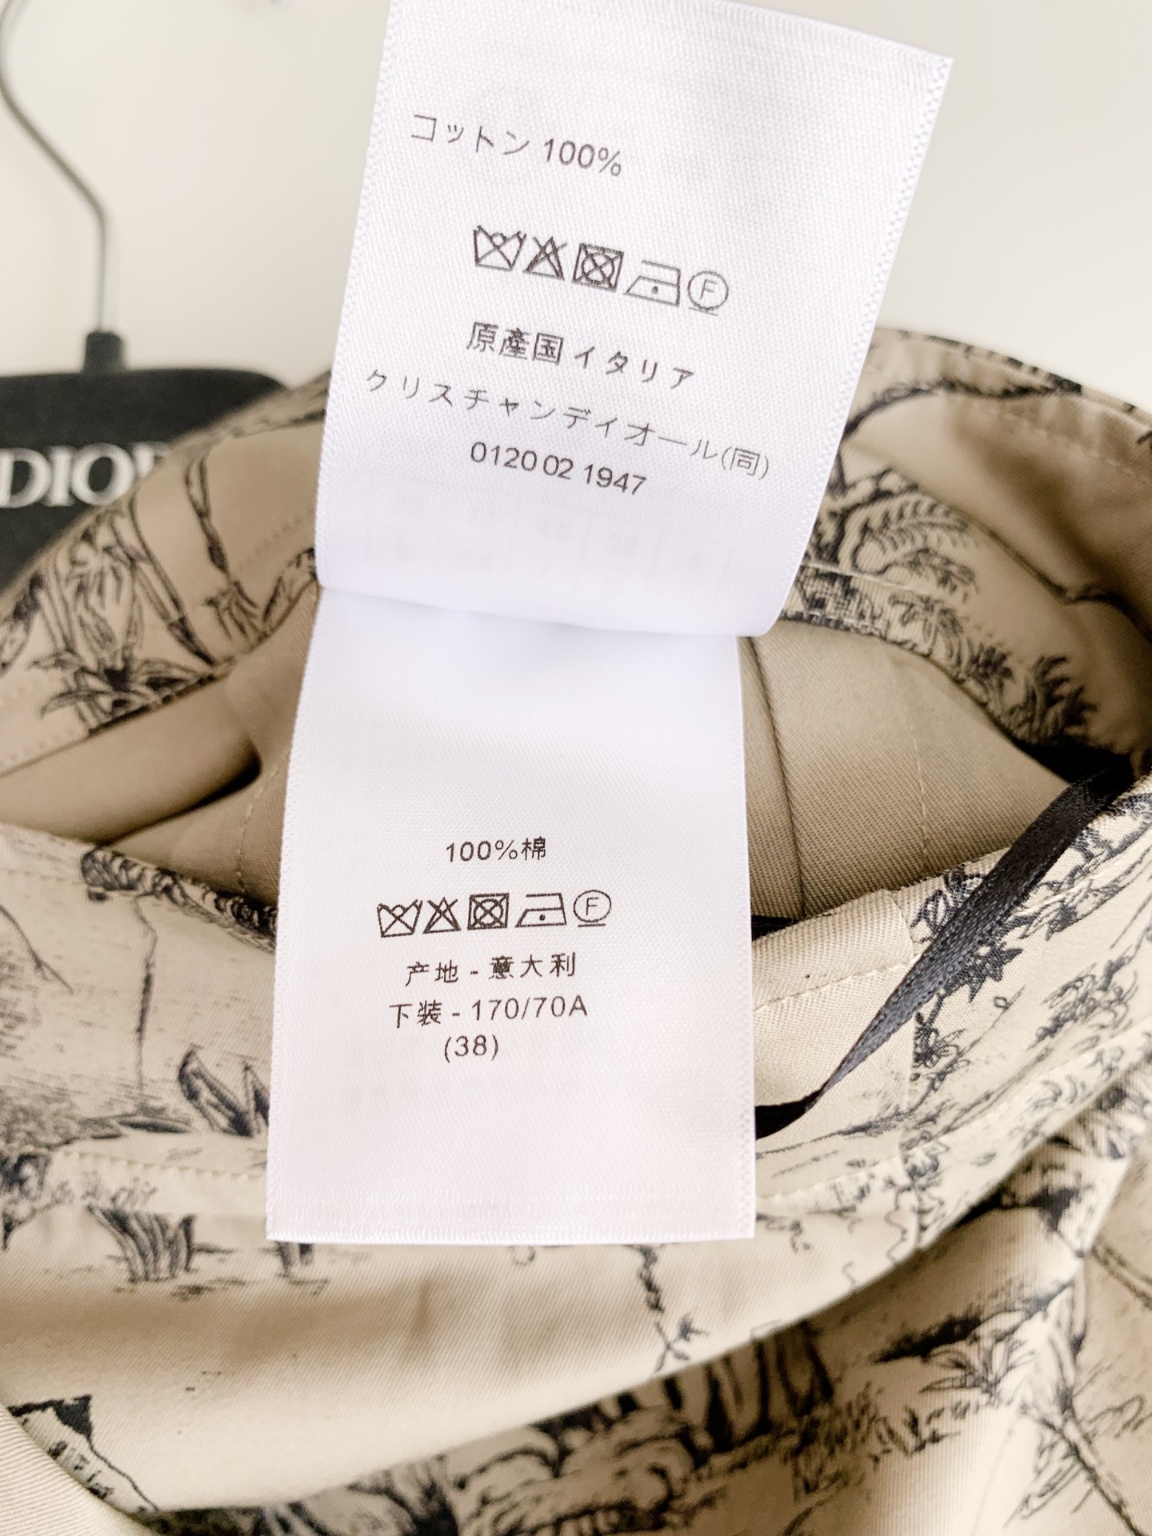 コットン 100%
原産国 イタリア
クリスチャンディオール(同)
0120 02 1947
DIOR
100%棉
产地 - 意大利
下装 - 170/70A
(38)